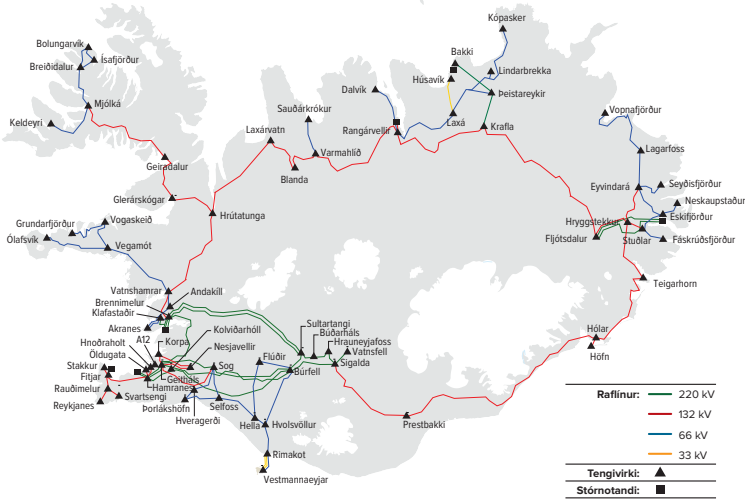 Kópasker
Bolungarvík
Ísafjörður
Breiðidalur
Bakki
Lindarbrekka
Húsavík
Dalvík
Þeistareykir
Mjólká
Sauðárkrókur
Vopnafjörður
Keldeyri
Laxá
Laxárvatn
Rangárvellir
Krafla
Lagarfoss
Varmahlíð
Geiradalur
Blanda
Eyvindará
Seyðisfjörður
Glerárskógar
Neskaupstaður
Hrútatunga
Grundarfjörður
Vogaskeið
Hryggstekkur
Eskifjörður
Ólafsvík
Fljótsdalur
Stuðlar
Fáskrúðsfjörður
Vegamót
Teigarhorn
Vatnshamrar
Andakíll
Brennimelur
Klafastaðir
Akranes
Kolviðarhóll
Sultartangi
Hólar
Hnoðraholt
A12
Korpa
Búðarháls
Hrauneyjafoss
Öldugata
Nesjavellir
Flúðir
Vatnsfell
Höfn
Stakkur
Sog
Sigalda
Fitjar
Geitháls
Búrfell
Rauðimelur
Hamranes
Svartsengi
Reykjanes
Þorlákshöfn
Selfoss
Hveragerði
Hella
Hvolsvöllur
Prestbakki
Rimakot
Vestmannaeyjar
Raflínur:
220 kV
132 kV
66 kV
33 kV
Tengivirki:
Stórnotandi: